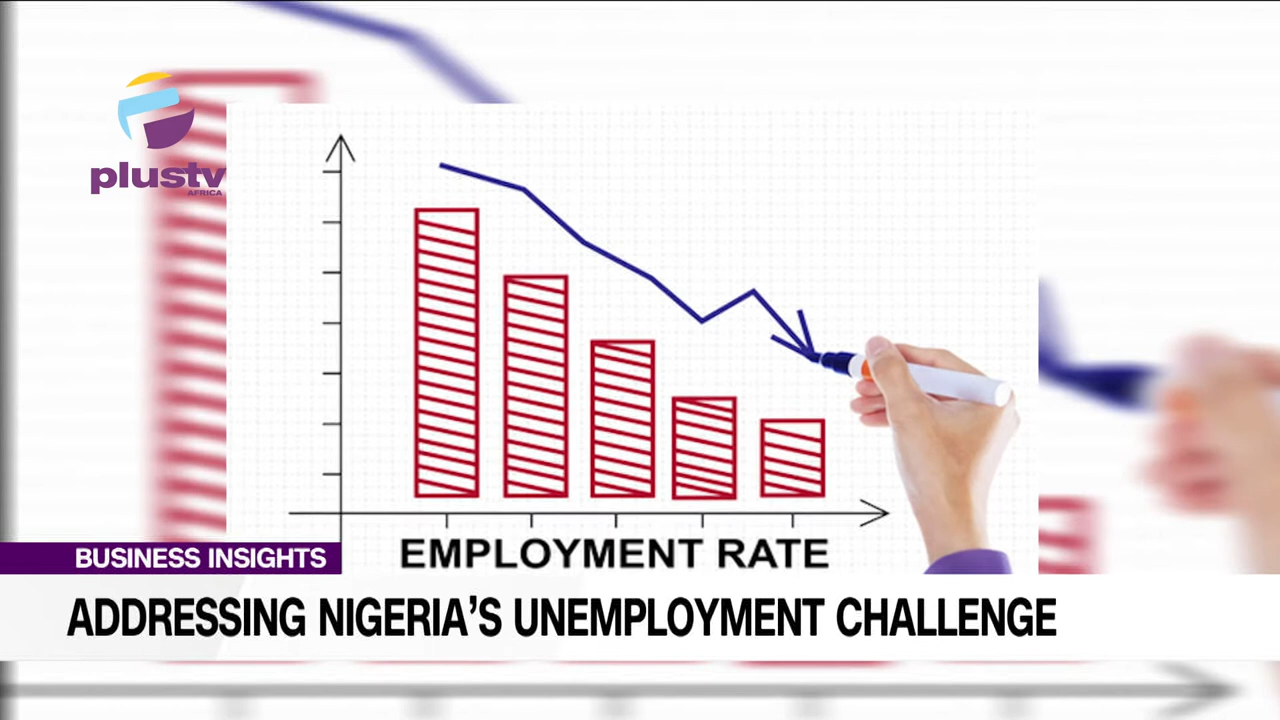 plustv
AFRICA
EMPLOYMENT RATE
BUSINESS INSIGHTS
ADDRESSING NIGERIA'S UNEMPLOYMENT CHALLENGE